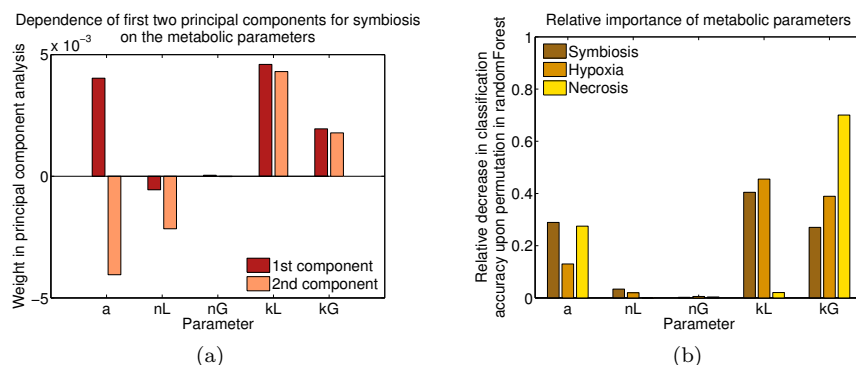 Dependence of first two principal components for symbiosis
on the metabolic parameters
x 10⁻³
5
0
−5
Weight in principal component analysis
1st component
2nd component
a nL nG kL kG
Parameter
(a)
Relative importance of metabolic parameters
1
0.8
0.6
0.4
0.2
0
Relative decrease in classification
accuracy upon permutation in randomForest
Symbiosis
Hypoxia
Necrosis
a nL nG kL kG
Parameter
(b)